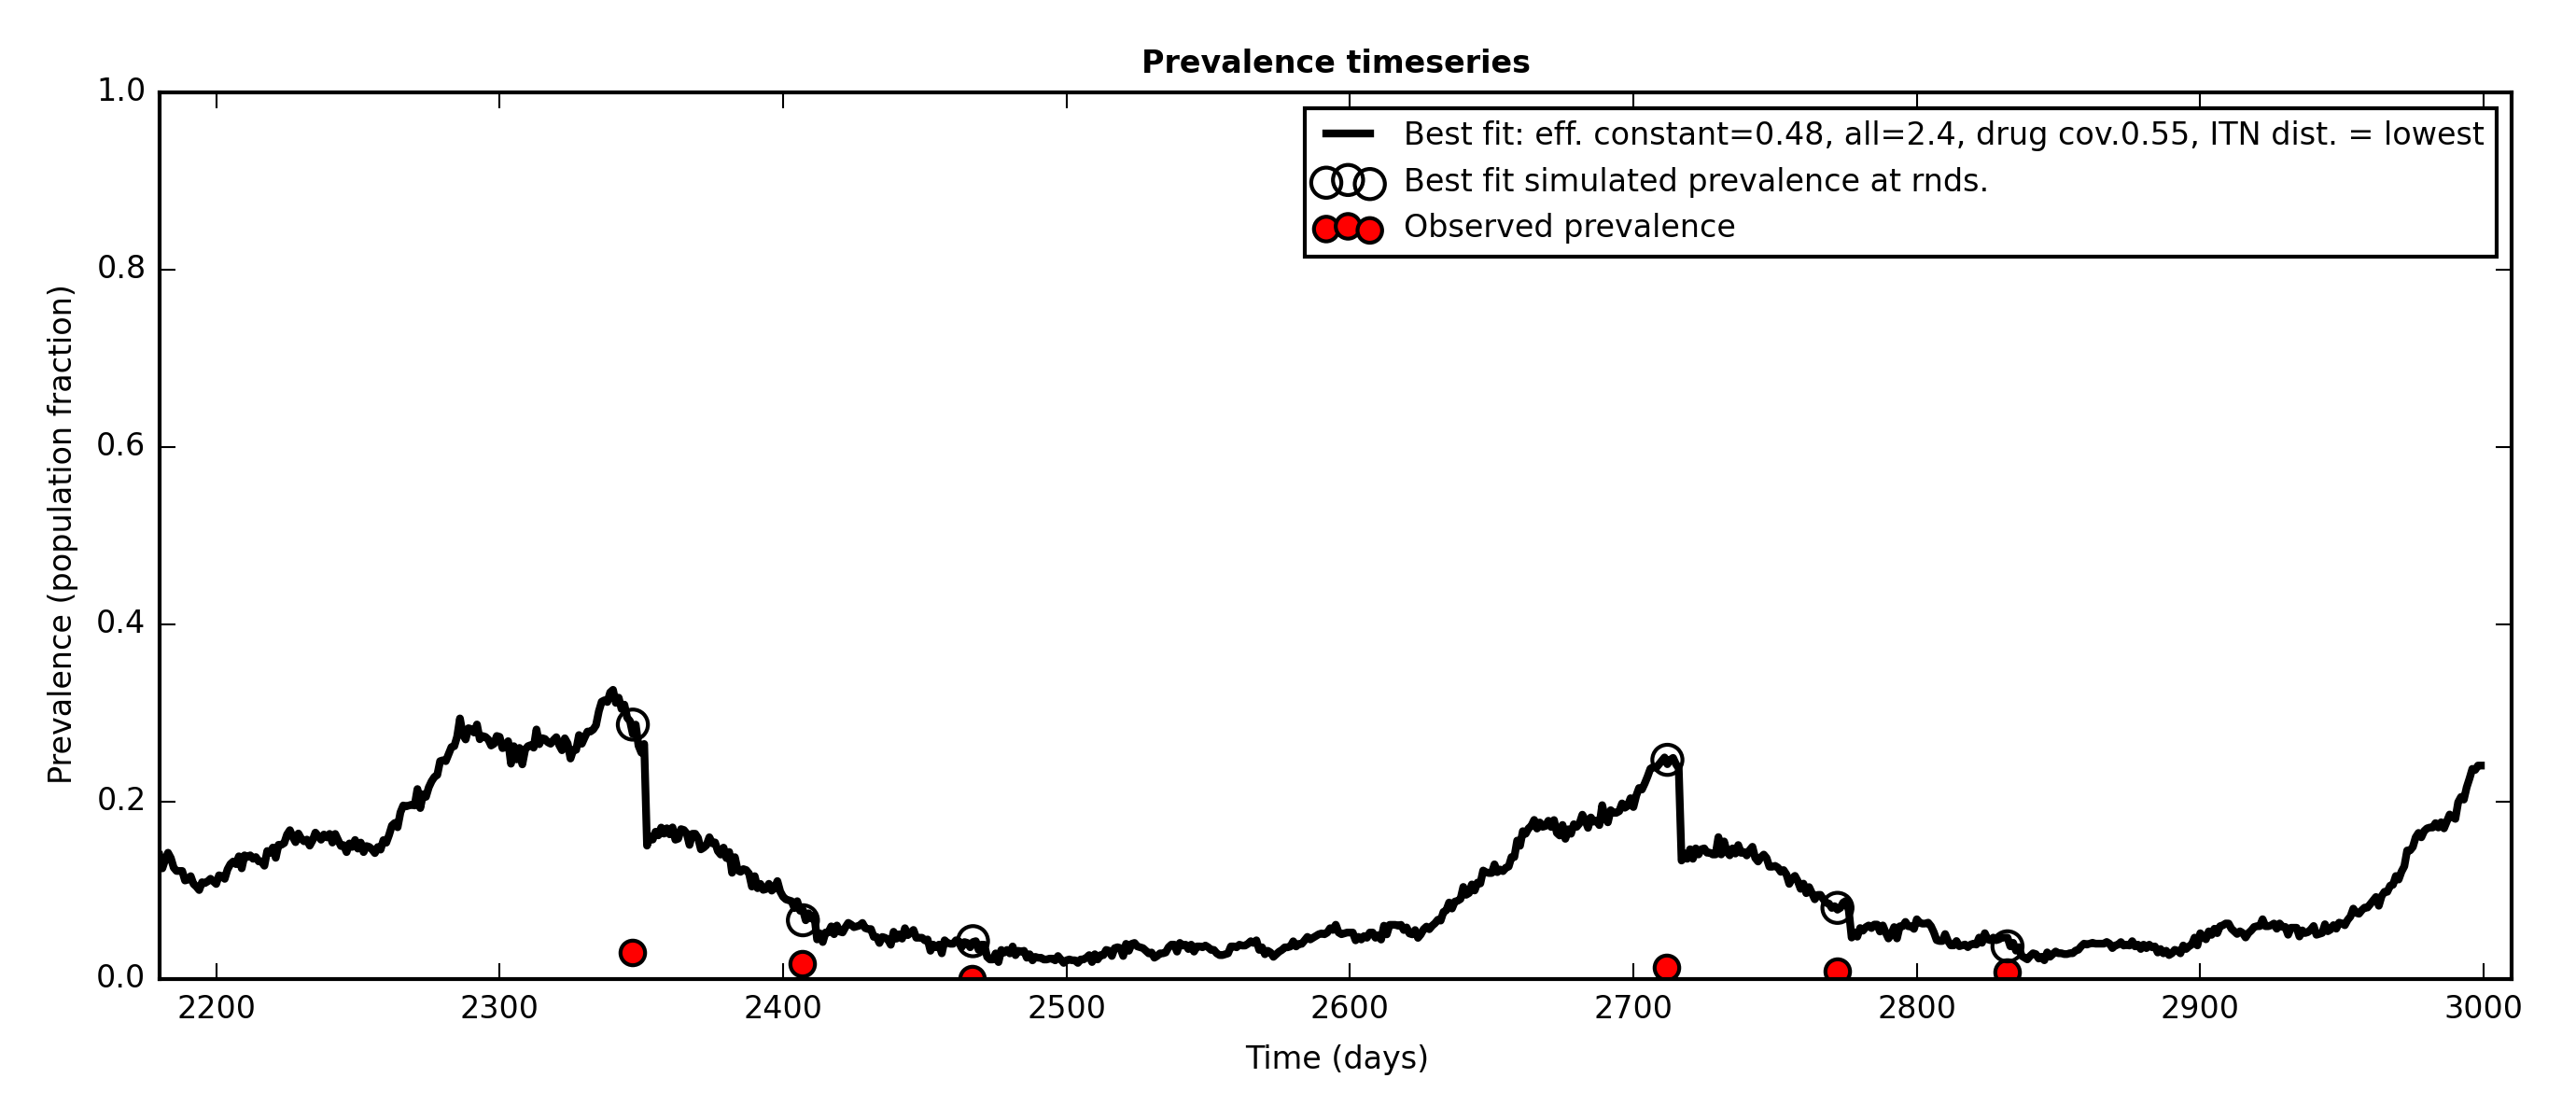 Prevalence timeseries
1.0
0.8
0.6
0.4
0.2
0.0
Prevalence (population fraction)
Best fit: eff. constant=0.48, all=2.4, drug cov.0.55, ITN dist. = lowest
Best fit simulated prevalence at rnds.
Observed prevalence
2200 2300 2400 2500 2600 2700 2800 2900 3000
Time (days)